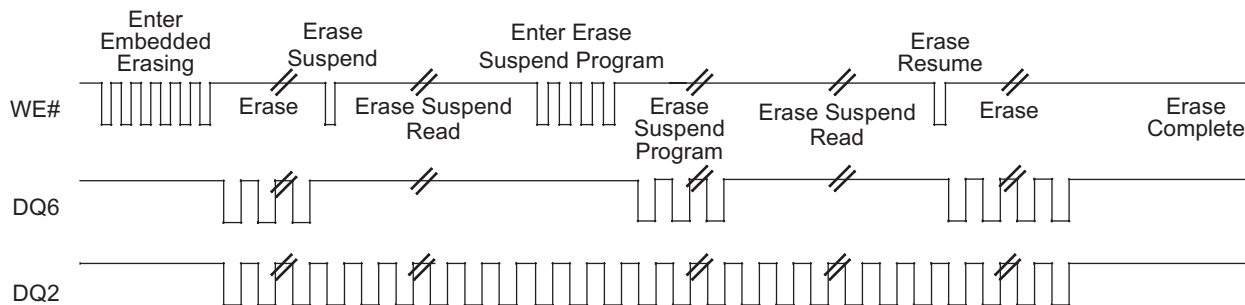 Enter
Embedded
Erasing
Erase
Suspend
Enter Erase
Suspend Program
Erase
Resume
WE#
Erase
Erase Suspend
Read
Erase
Suspend
Program
Erase Suspend
Read
Erase
Erase
Complete
DQ6
DQ2